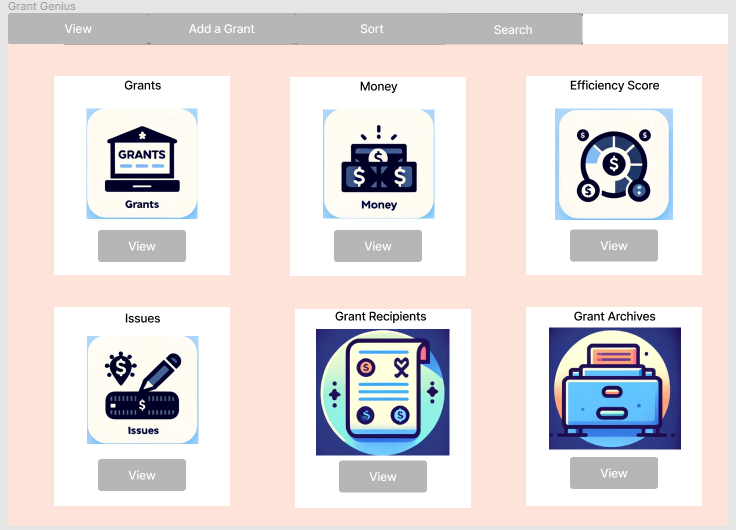 Grant Genius
View
Add a Grant
Sort
Search
Grants
GRANTS
Grants
View
Money
$
$ $
Money
View
Efficiency Score
$ $
$
$
View
Issues
$
$
Issues
View
Grant Recipients
$
$ $
View
Grant Archives
View